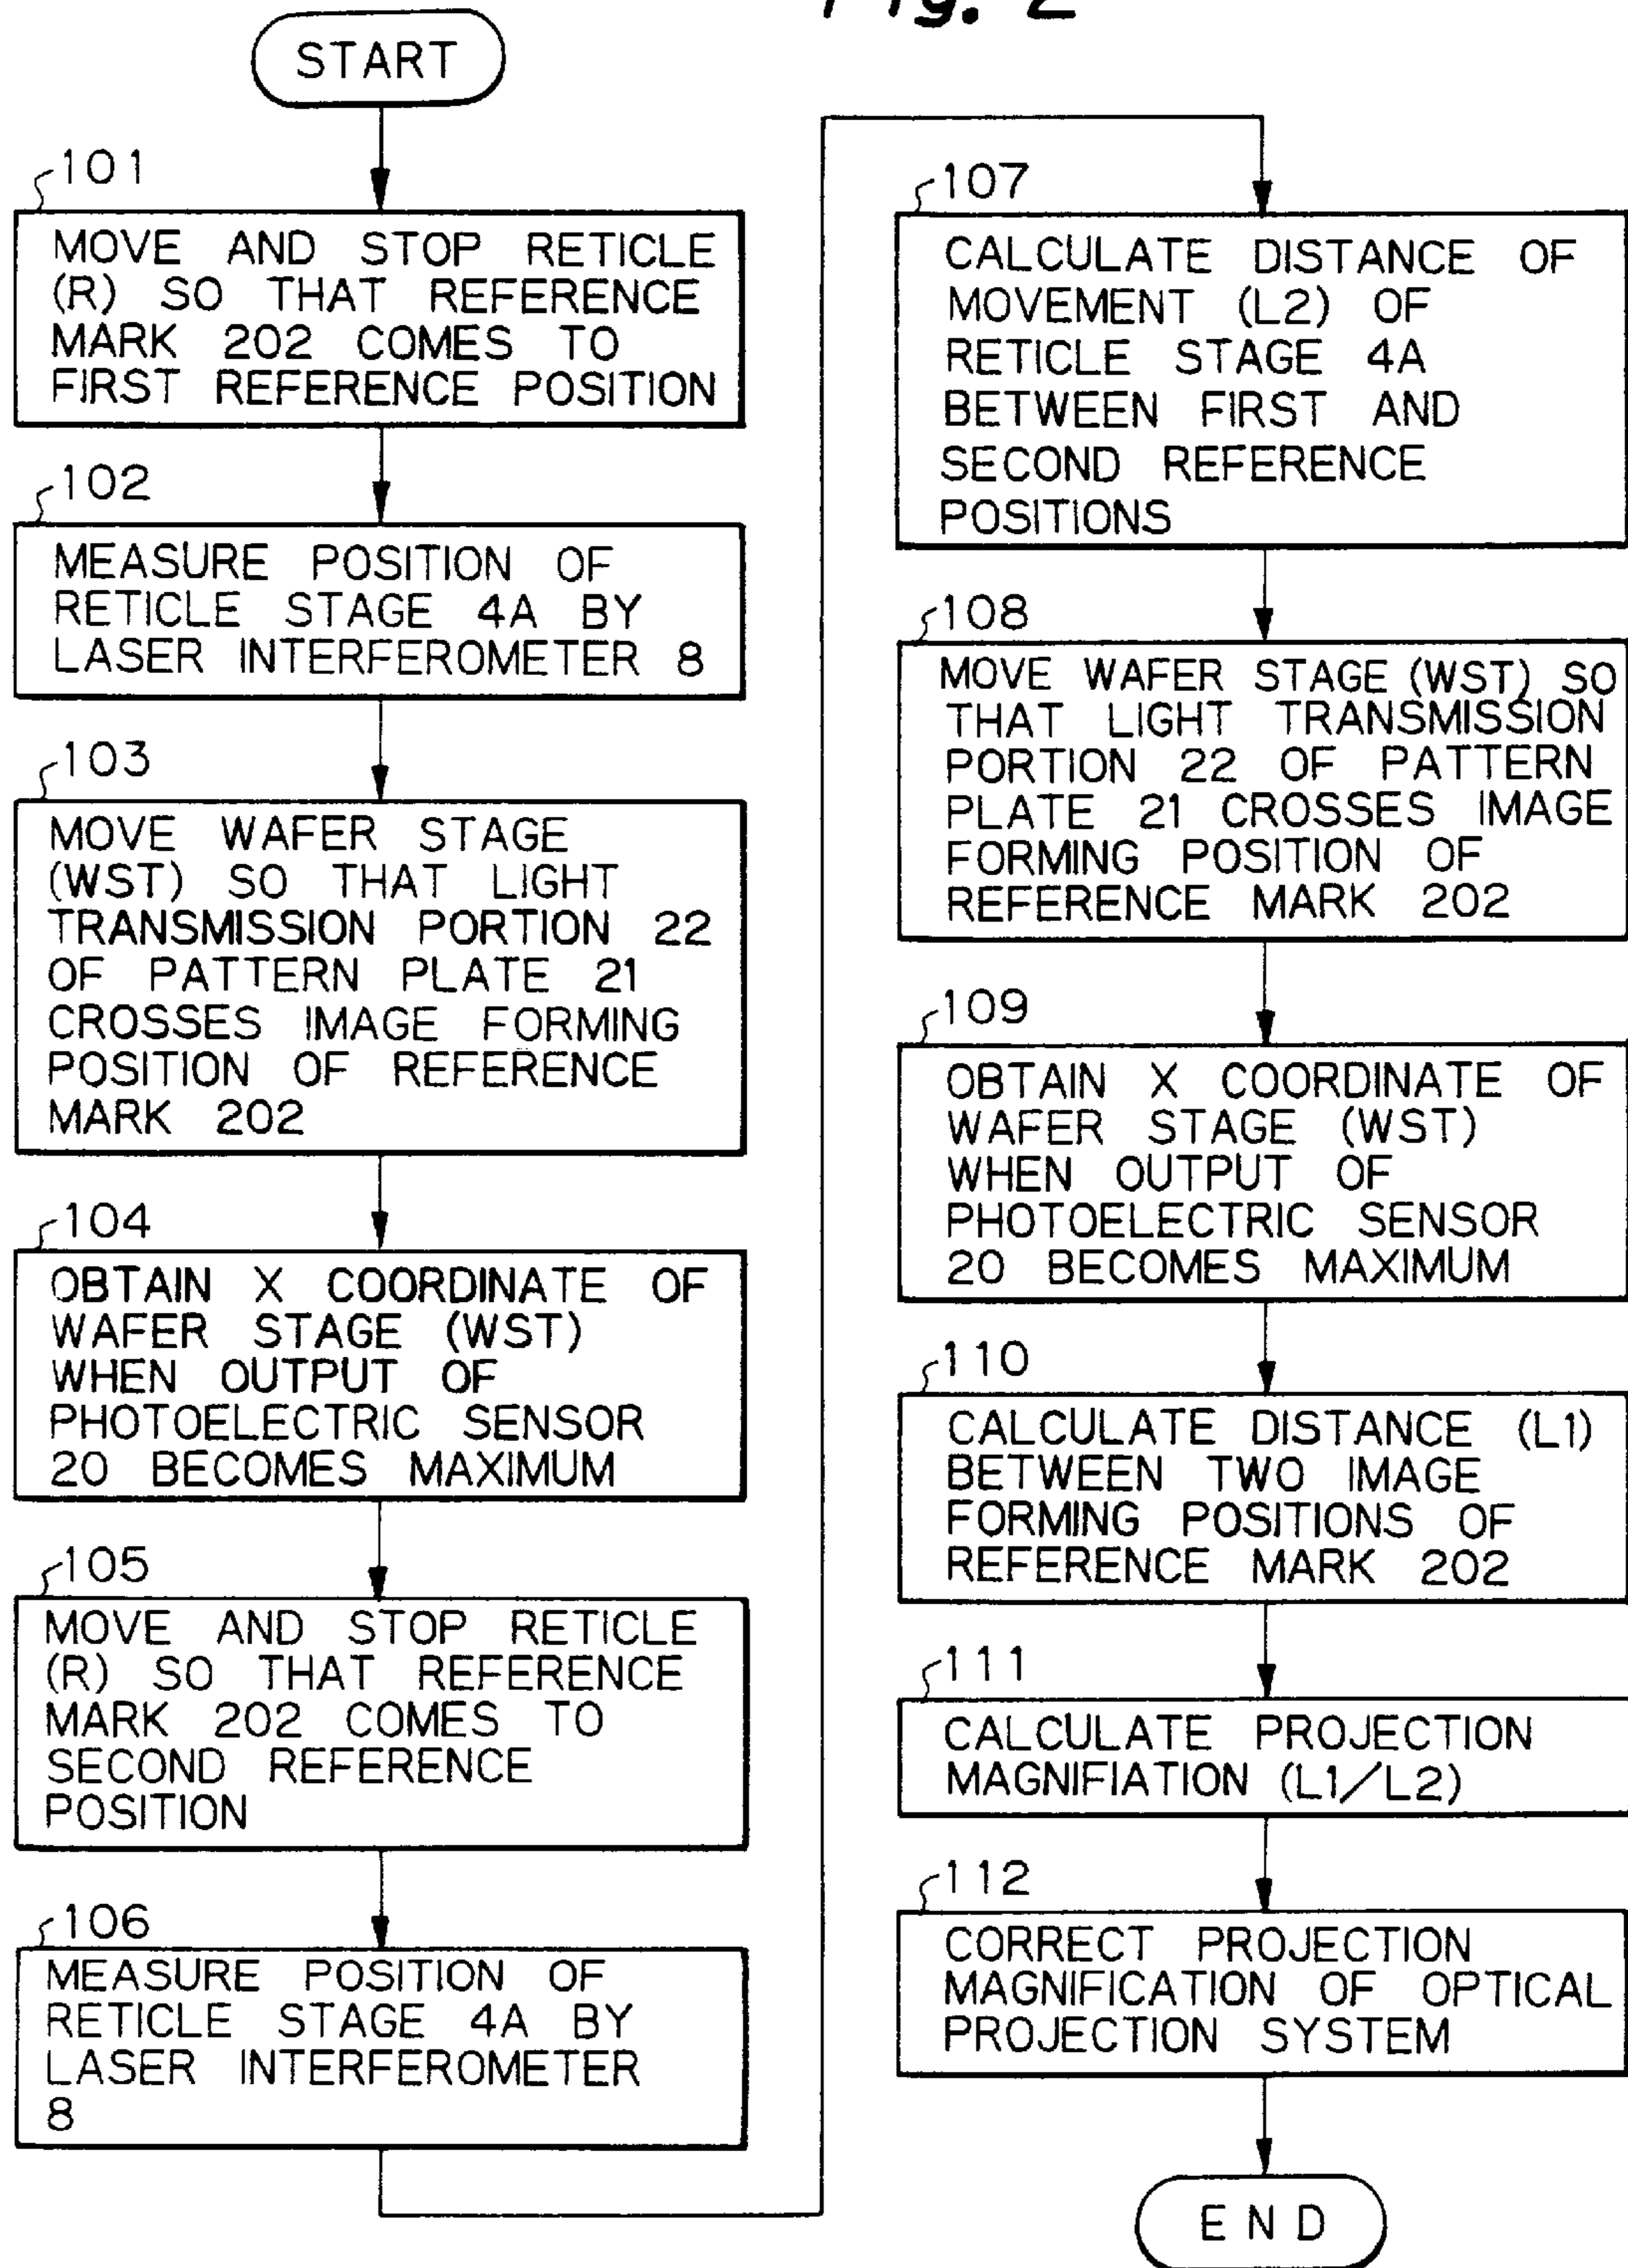 Fig. 2
START
101
MOVE AND STOP RETICLE
(R) SO THAT REFERENCE
MARK 202 COMES TO
FIRST REFERENCE POSITION
102
MEASURE POSITION OF
RETICLE STAGE 4A BY
LASER INTERFEROMETER 8
103
MOVE WAFER STAGE
(WST) SO THAT LIGHT
TRANSMISSION PORTION 22
OF PATTERN PLATE 21
CROSSES IMAGE FORMING
POSITION OF REFERENCE
MARK 202
104
OBTAIN X COORDINATE OF
WAFER STAGE (WST)
WHEN OUTPUT OF
PHOTOELECTRIC SENSOR
20 BECOMES MAXIMUM
105
MOVE AND STOP RETICLE
(R) SO THAT REFERENCE
MARK 202 COMES TO
SECOND REFERENCE
POSITION
106
MEASURE POSITION OF
RETICLE STAGE 4A BY
LASER INTERFEROMETER
8
107
CALCULATE DISTANCE OF
MOVEMENT (L2) OF
RETICLE STAGE 4A
BETWEEN FIRST AND
SECOND REFERENCE
POSITIONS
108
MOVE WAFER STAGE (WST) SO
THAT LIGHT TRANSMISSION
PORTION 22 OF PATTERN
PLATE 21 CROSSES IMAGE
FORMING POSITION OF
REFERENCE MARK 202
109
OBTAIN X COORDINATE OF
WAFER STAGE (WST)
WHEN OUTPUT OF
PHOTOELECTRIC SENSOR
20 BECOMES MAXIMUM
110
CALCULATE DISTANCE (L1)
BETWEEN TWO IMAGE
FORMING POSITIONS OF
REFERENCE MARK 202
111
CALCULATE PROJECTION
MAGNIFIATION (L1/L2)
112
CORRECT PROJECTION
MAGNIFICATION OF OPTICAL
PROJECTION SYSTEM
END